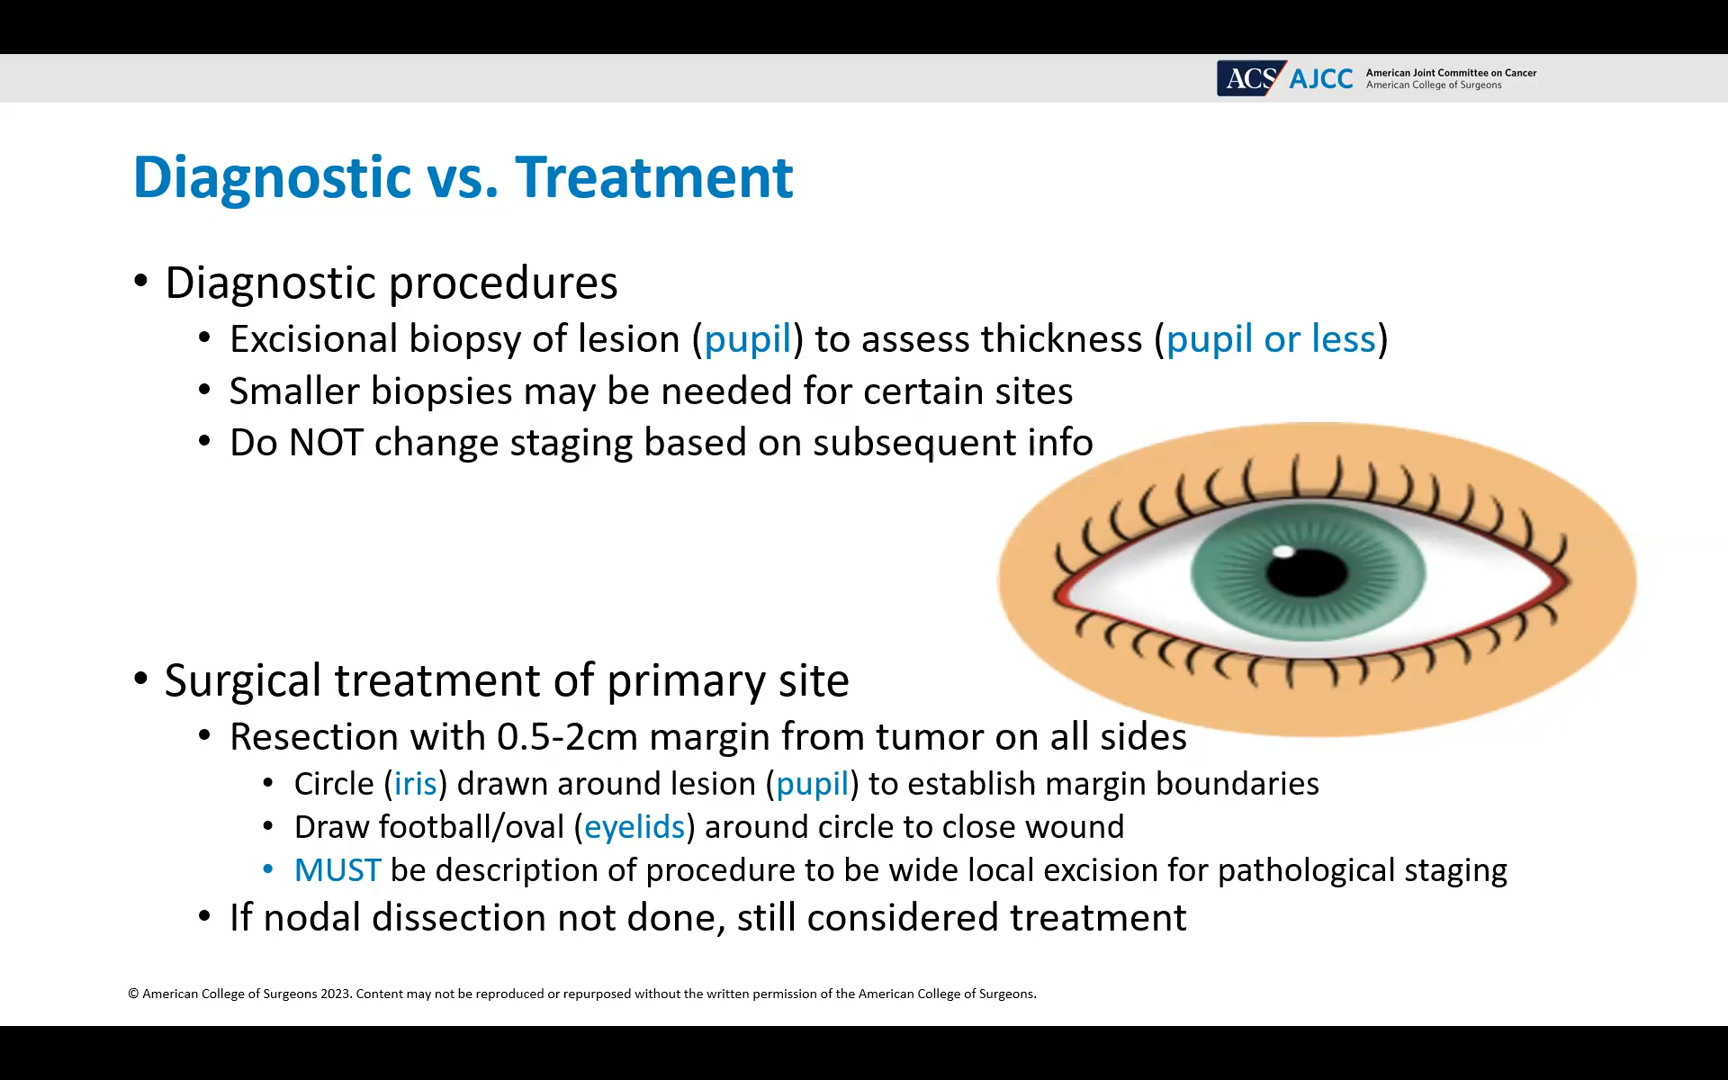 ACS AJCC American Joint Committee on Cancer
American College of Surgeons
Diagnostic vs. Treatment
• Diagnostic procedures
• Excisional biopsy of lesion (pupil) to assess thickness (pupil or less)
• Smaller biopsies may be needed for certain sites
• Do NOT change staging based on subsequent info
• Surgical treatment of primary site
• Resection with 0.5-2cm margin from tumor on all sides
• Circle (iris) drawn around lesion (pupil) to establish margin boundaries
• Draw football/oval (eyelids) around circle to close wound
• MUST be description of procedure to be wide local excision for pathological staging
• If nodal dissection not done, still considered treatment
© American College of Surgeons 2023. Content may not be reproduced or repurposed without the written permission of the American College of Surgeons.